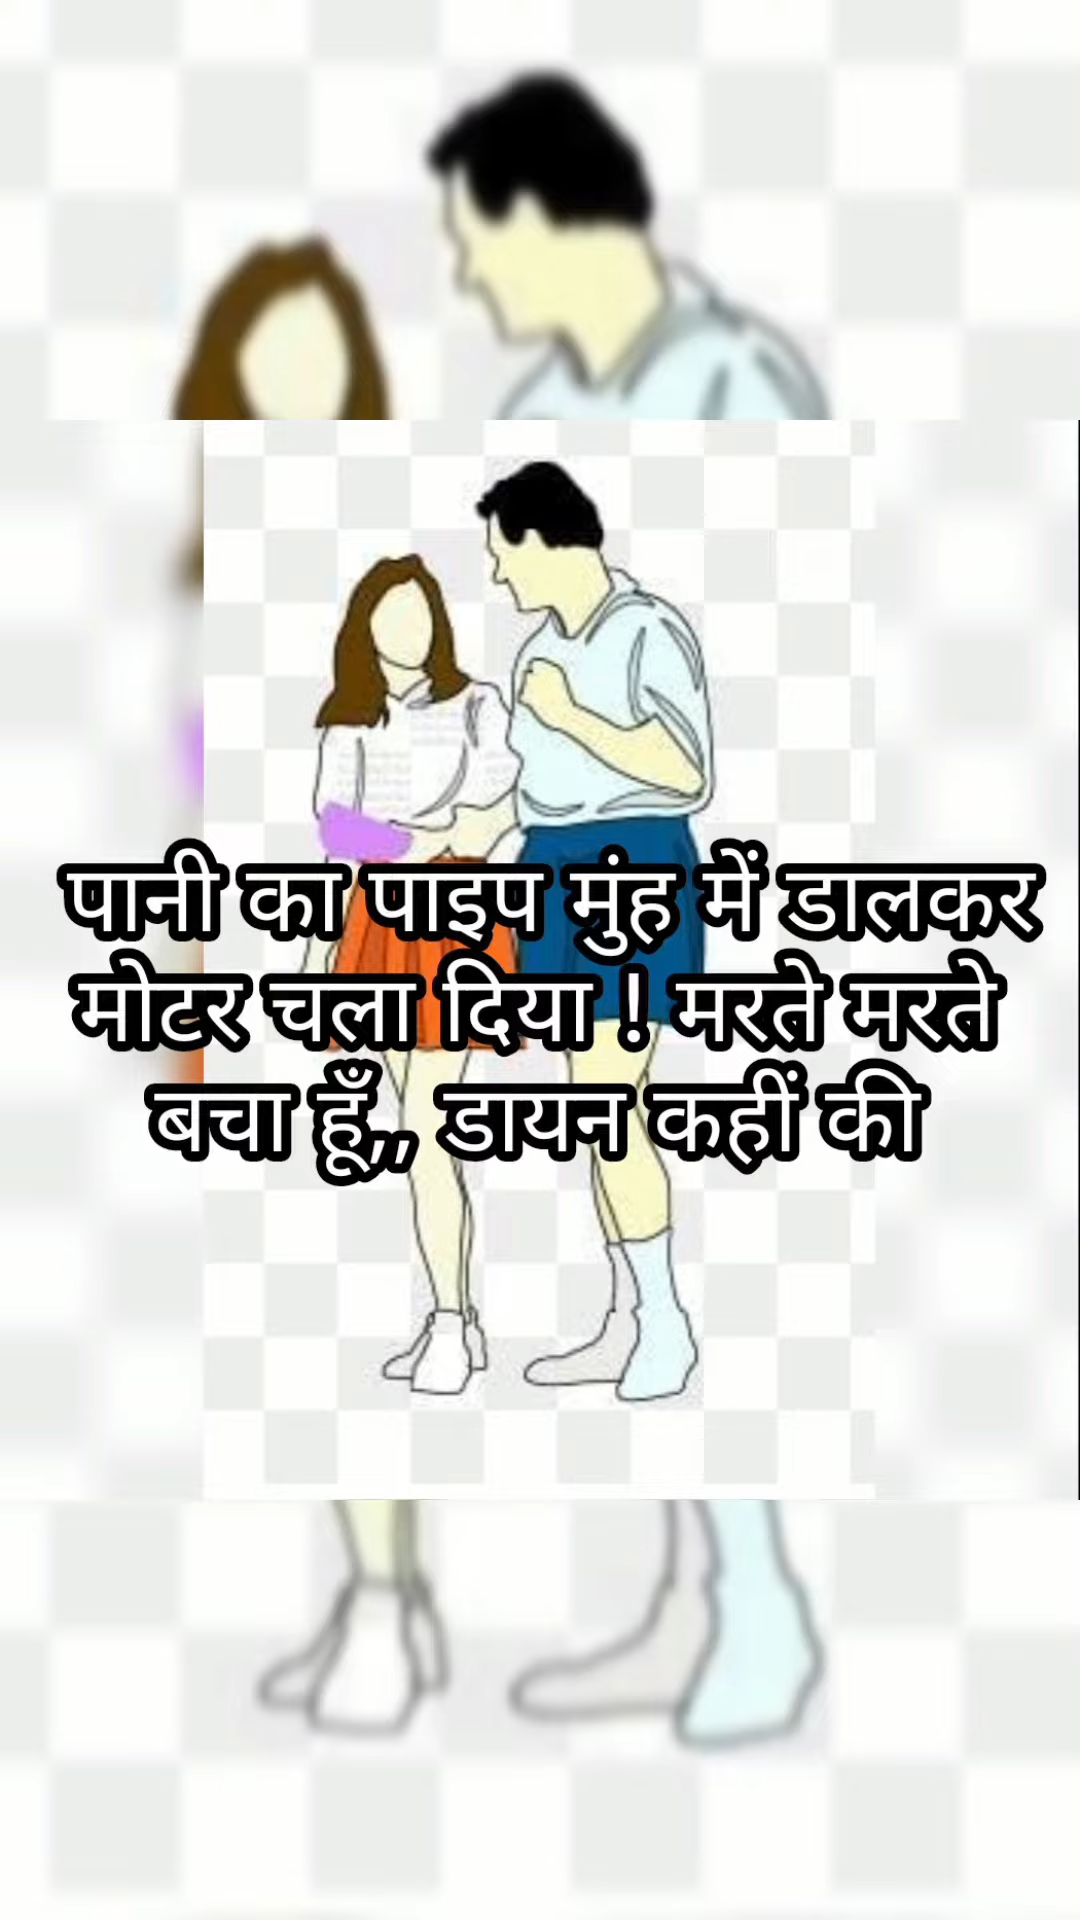 पानी का पाइप मुंह में डालकर
मोटर चला दिया ! मरते मरते
बचा हूँ,, डायन कहीं की